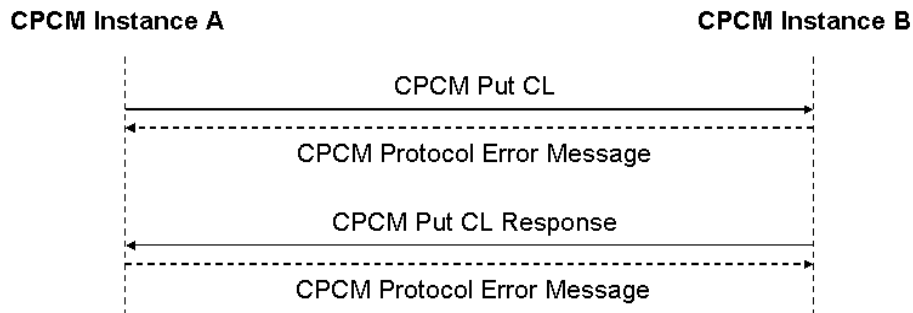 CPCM Instance A
CPCM Instance B
CPCM Put CL
CPCM Protocol Error Message
CPCM Put CL Response
CPCM Protocol Error Message